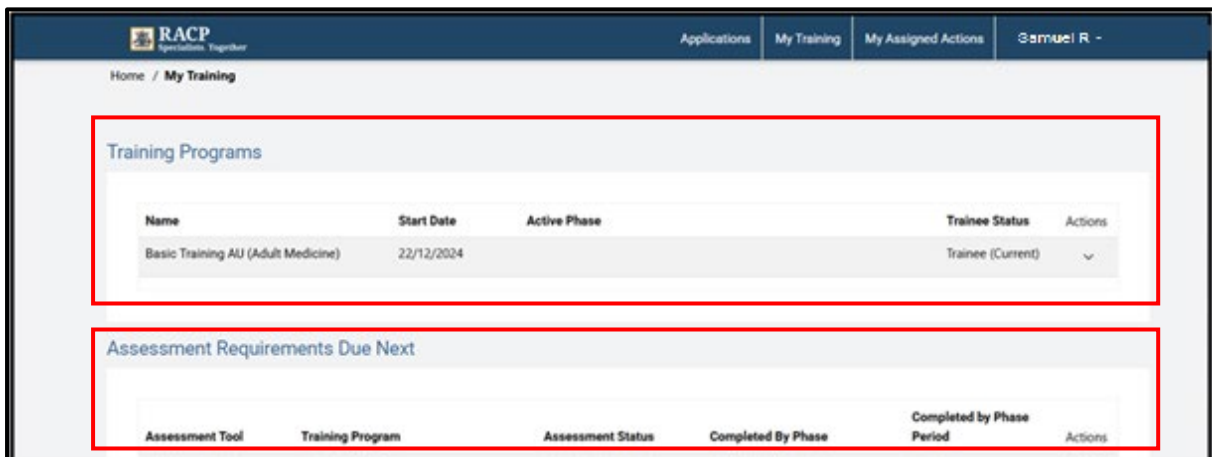 RACP
Specialists. Together
Applications My Training My Assigned Actions Samuel R -
Home / My Training
Training Programs
Name Start Date Active Phase Trainee Status Actions
Basic Training AU (Adult Medicine) 22/12/2024 Trainee (Current)
Assessment Requirements Due Next
Assessment Tool Training Program Assessment Status Completed By Phase Completed by Phase Period Actions